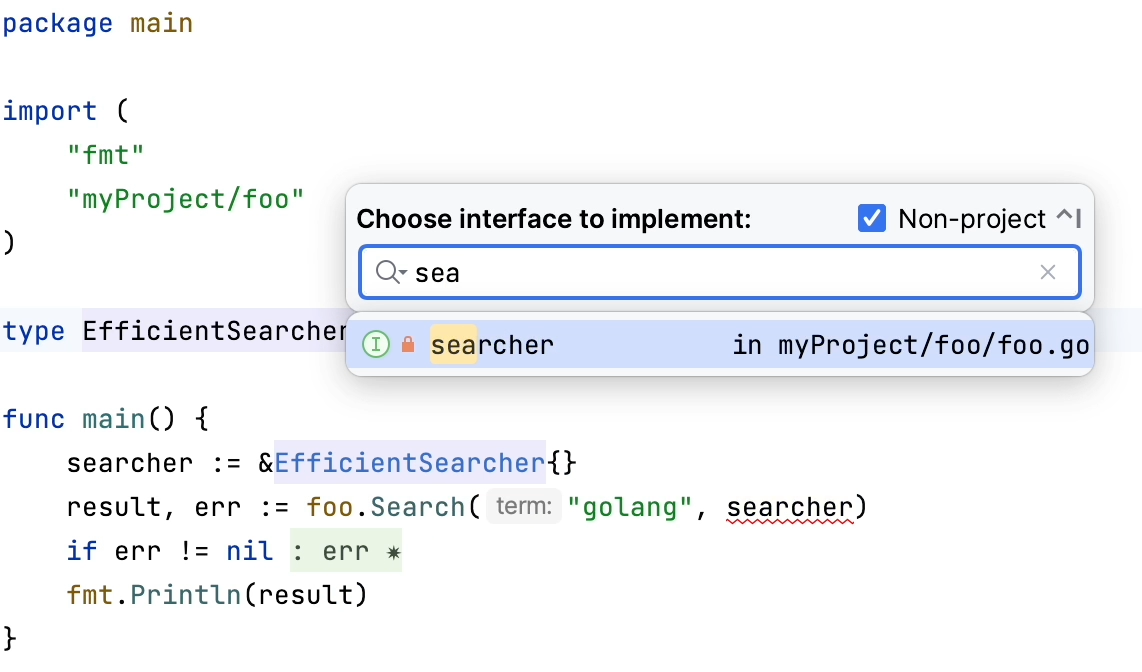 package main
import (
"fmt"
"myProject/foo"
)
Choose interface to implement: Non-project
sea
type EfficientSearcher
searcher in myProject/foo/foo.go
func main() {
searcher := &EfficientSearcher{}
result, err := foo.Search( term: "golang", searcher)
if err != nil : err
fmt.Println(result)
}